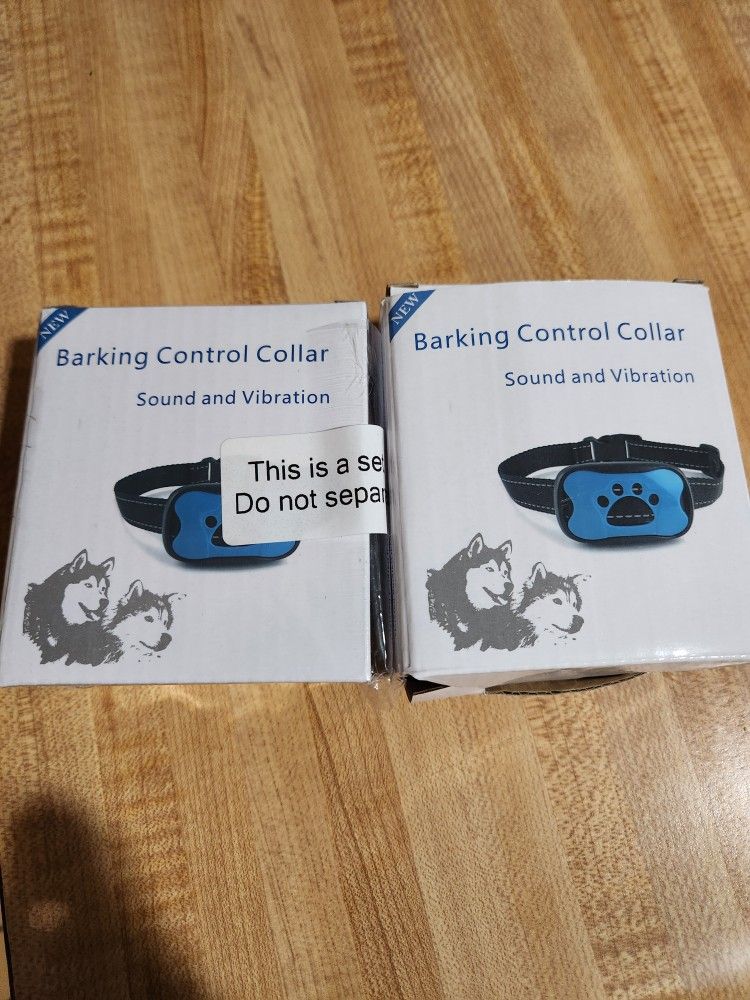 NEW
Barking Control Collar
Sound and Vibration
This is a set
Do not separ
NEW
Barking Control Collar
Sound and Vibration